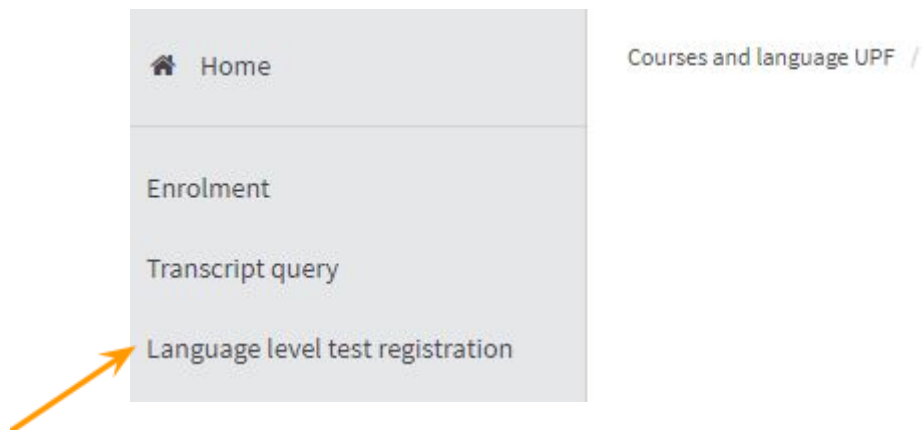 Home
Courses and language UPF /
Enrolment
Transcript query
Language level test registration